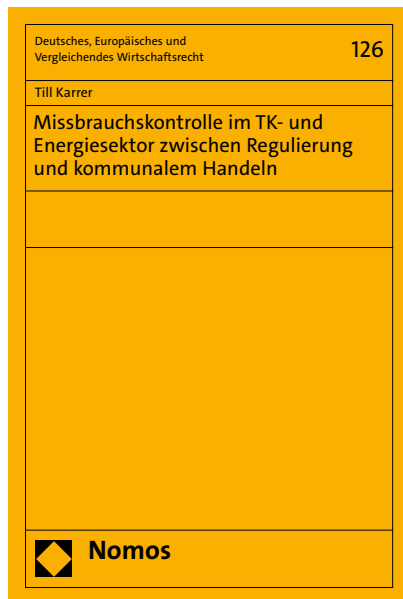 Deutsches, Europäisches und
Vergleichendes Wirtschaftsrecht
126
Till Karrer
Missbrauchskontrolle im TK- und
Energiesektor zwischen Regulierung
und kommunalem Handeln
Nomos